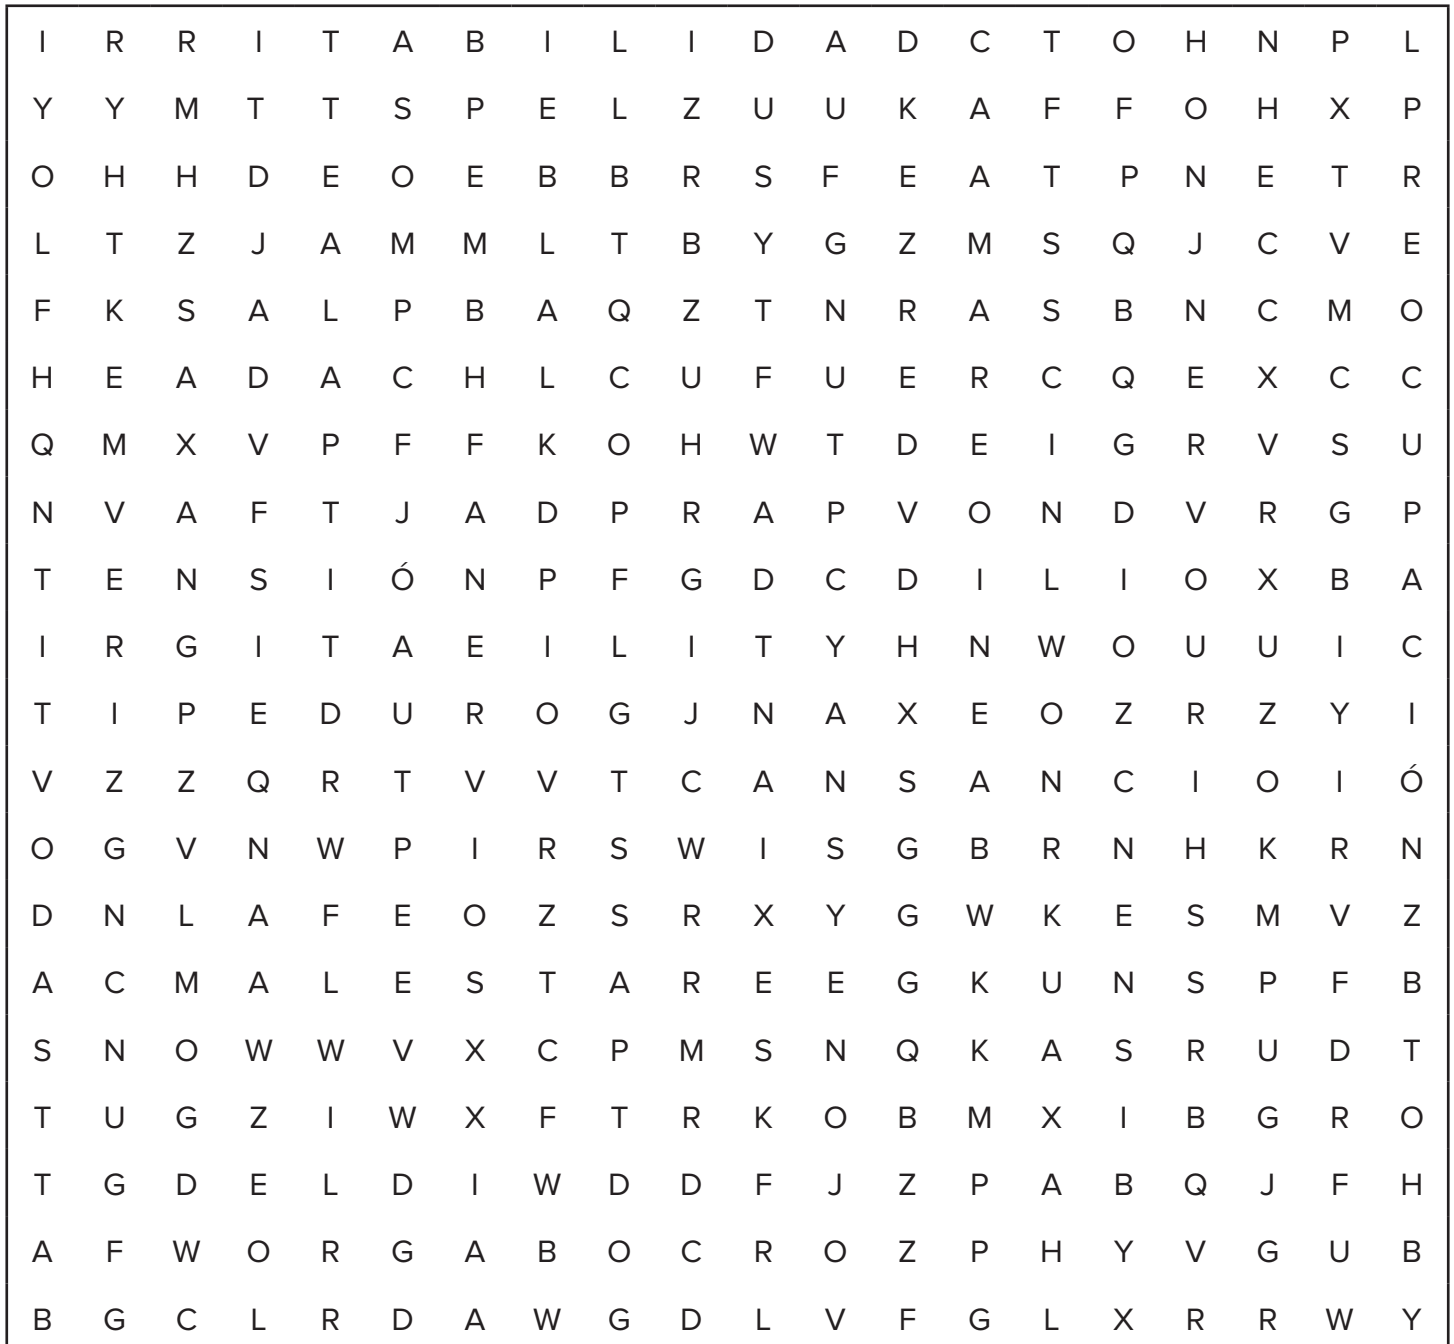 I R R I T A B I L I D A D C T O H N P L
Y Y M T T S P E L Z U U K A F F O H X P
O H H D E O E B B R S F E A T P N E T R
L T Z J A M M L T B Y G Z M S Q J C V E
F K S A L P B A Q Z T N R A S B N C M O
H E A D A C H L C U F U E R C Q E X C C
Q M X V P F F K O H W T D E I G R V S U
N V A F T J A D P R A P V O N D V R G P
T E N S I Ó N P F G D C D I L I O X B A
I R G I T A E I L I T Y H N W O U U I C
T I P E D U R O G J N A X E O Z R Z Y I
V Z Z Q R T V V T C A N S A N C I O I Ó
O G V N W P I R S W I S G B R N H K R N
D N L A F E O Z S R X Y G W K E S M V Z
A C M A L E S T A R E E G K U N S P F B
S N O W W V X C P M S N Q K A S R U D T
T U G Z I W X F T R K O B M X I B G R O
T G D E L D I W D D F J Z P A B Q J F H
A F W O R G A B O C R O Z P H Y V G U B
B G C L R D A W G D L V F G L X R R W Y